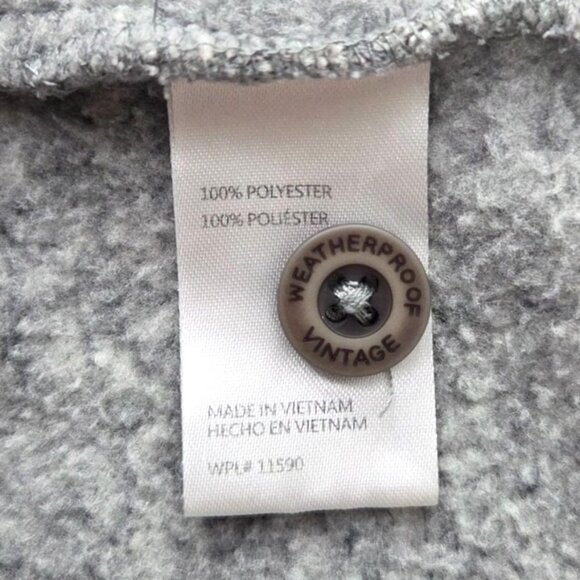 100% POLYESTER
100% POLIÉSTER
WEATHERPROOF
VINTAGE
MADE IN VIETNAM
HECHO EN VIETNAM
WPL# 11590